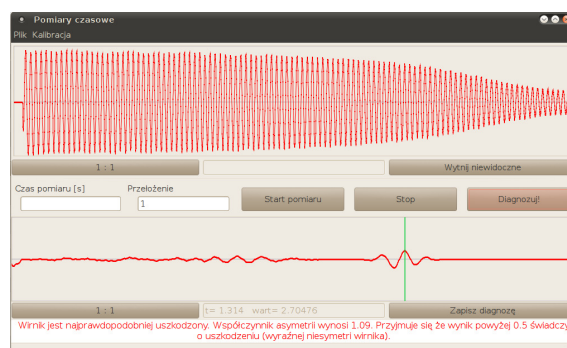 Pomiary czasowe
Plik Kalibracja
1 : 1
Wytnij niewidoczne
Czas pomiaru [s]
Przełożenie
1
Start pomiaru
Stop
Diagnozuj!
1 : 1
t= 1.314 wart= 2.70476
Zapisz diagnozę
Wirnik jest najprawdopodobniej uszkodzony. Współczynnik asymetrii wynosi 1.09. Przyjmuje się że wynik powyżej 0.5 świadczy
o uszkodzeniu (wyraźnej niesymetri wirnika).